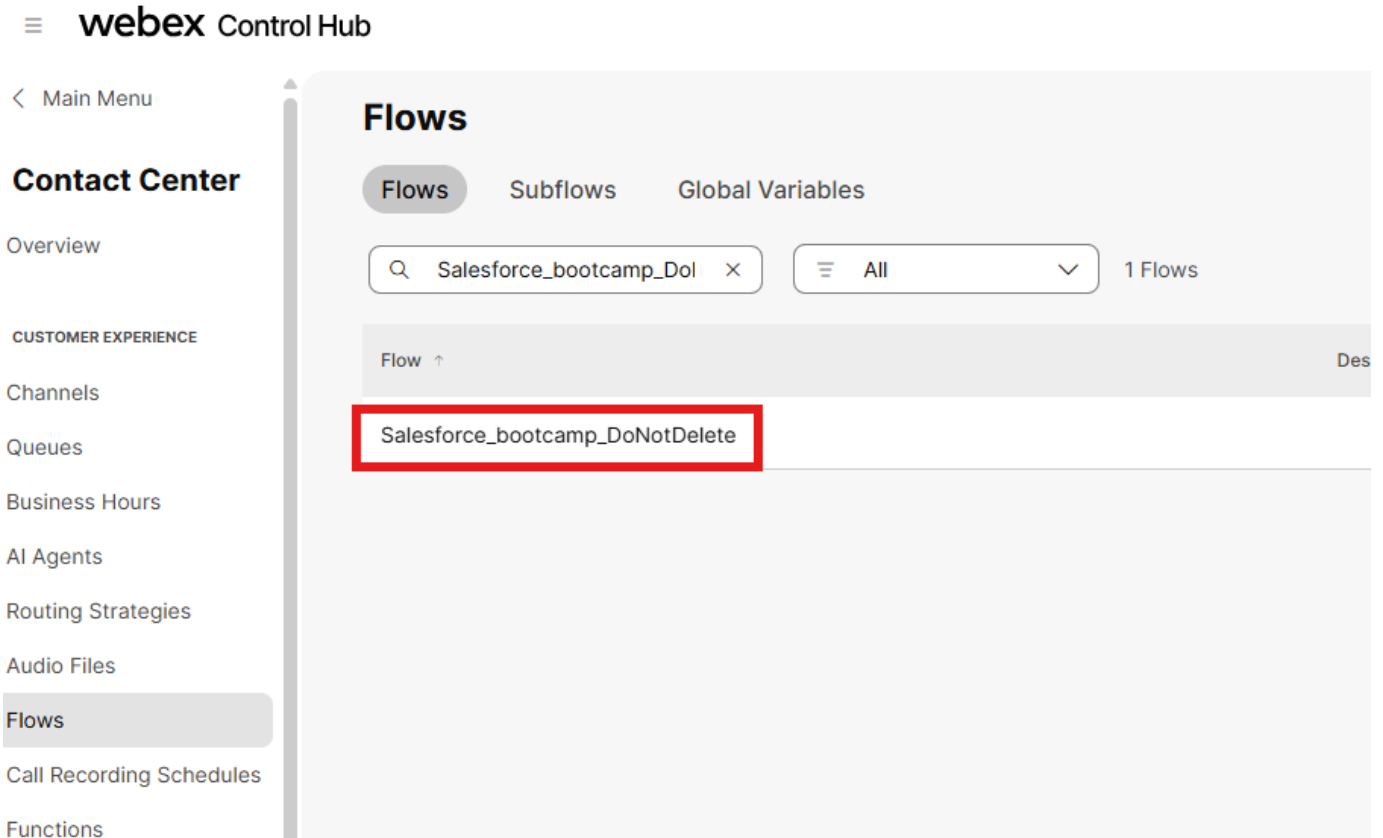 webex Control Hub
Main Menu
Contact Center
Overview
CUSTOMER EXPERIENCE
Channels
Queues
Business Hours
AI Agents
Routing Strategies
Audio Files
Flows
Call Recording Schedules
Functions
Flows
Flows Subflows Global Variables
Salesforce_bootcamp_Dol All 1 Flows
Flow ↑ Des
Salesforce_bootcamp_DoNotDelete